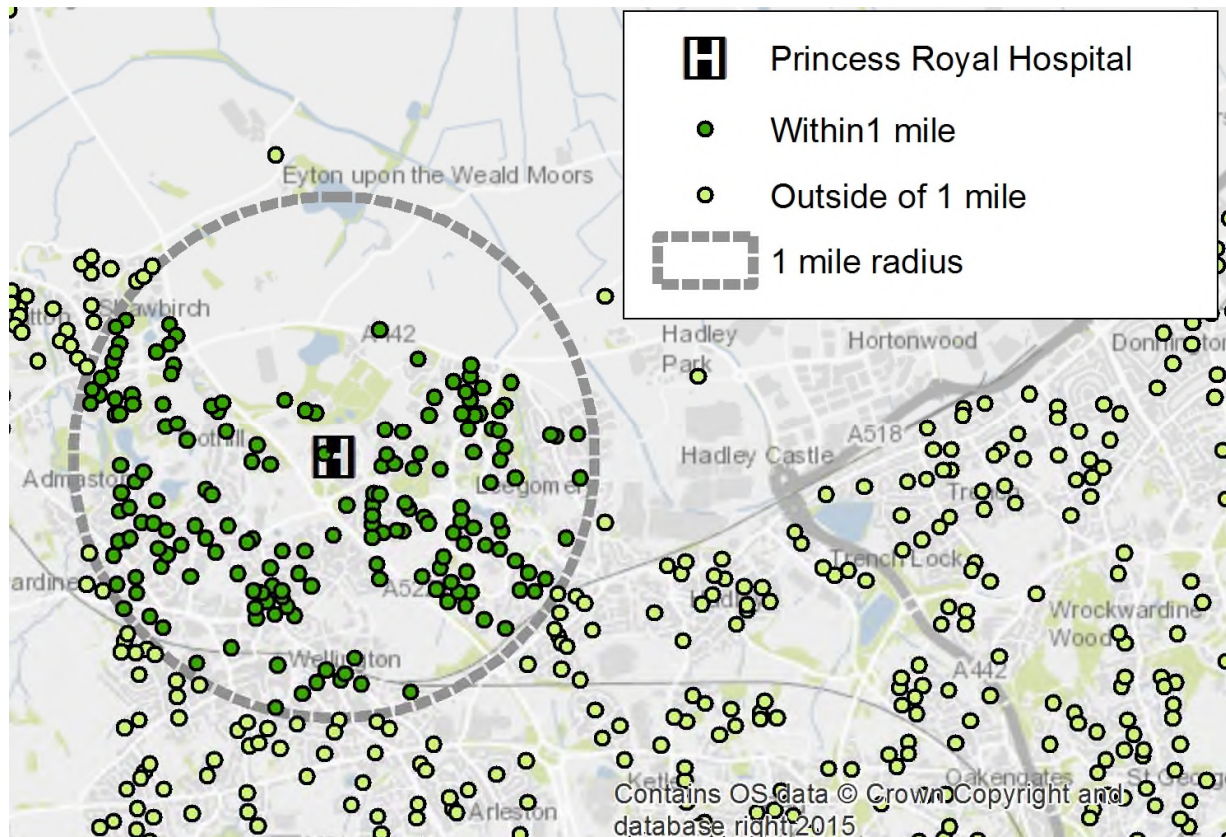 H Princess Royal Hospital
Within1 mile
Outside of 1 mile
1 mile radius
Eyton upon the Weald Moors
Shawbirch
A442
Hadley
Park
Hortonwood
A518
Hadley Castle
H
Trench Lock
Wrockwardine
Wood
A442
Wellington
Oakengates
Arleston
Contains OS data © Crown Copyright and
database right 2015